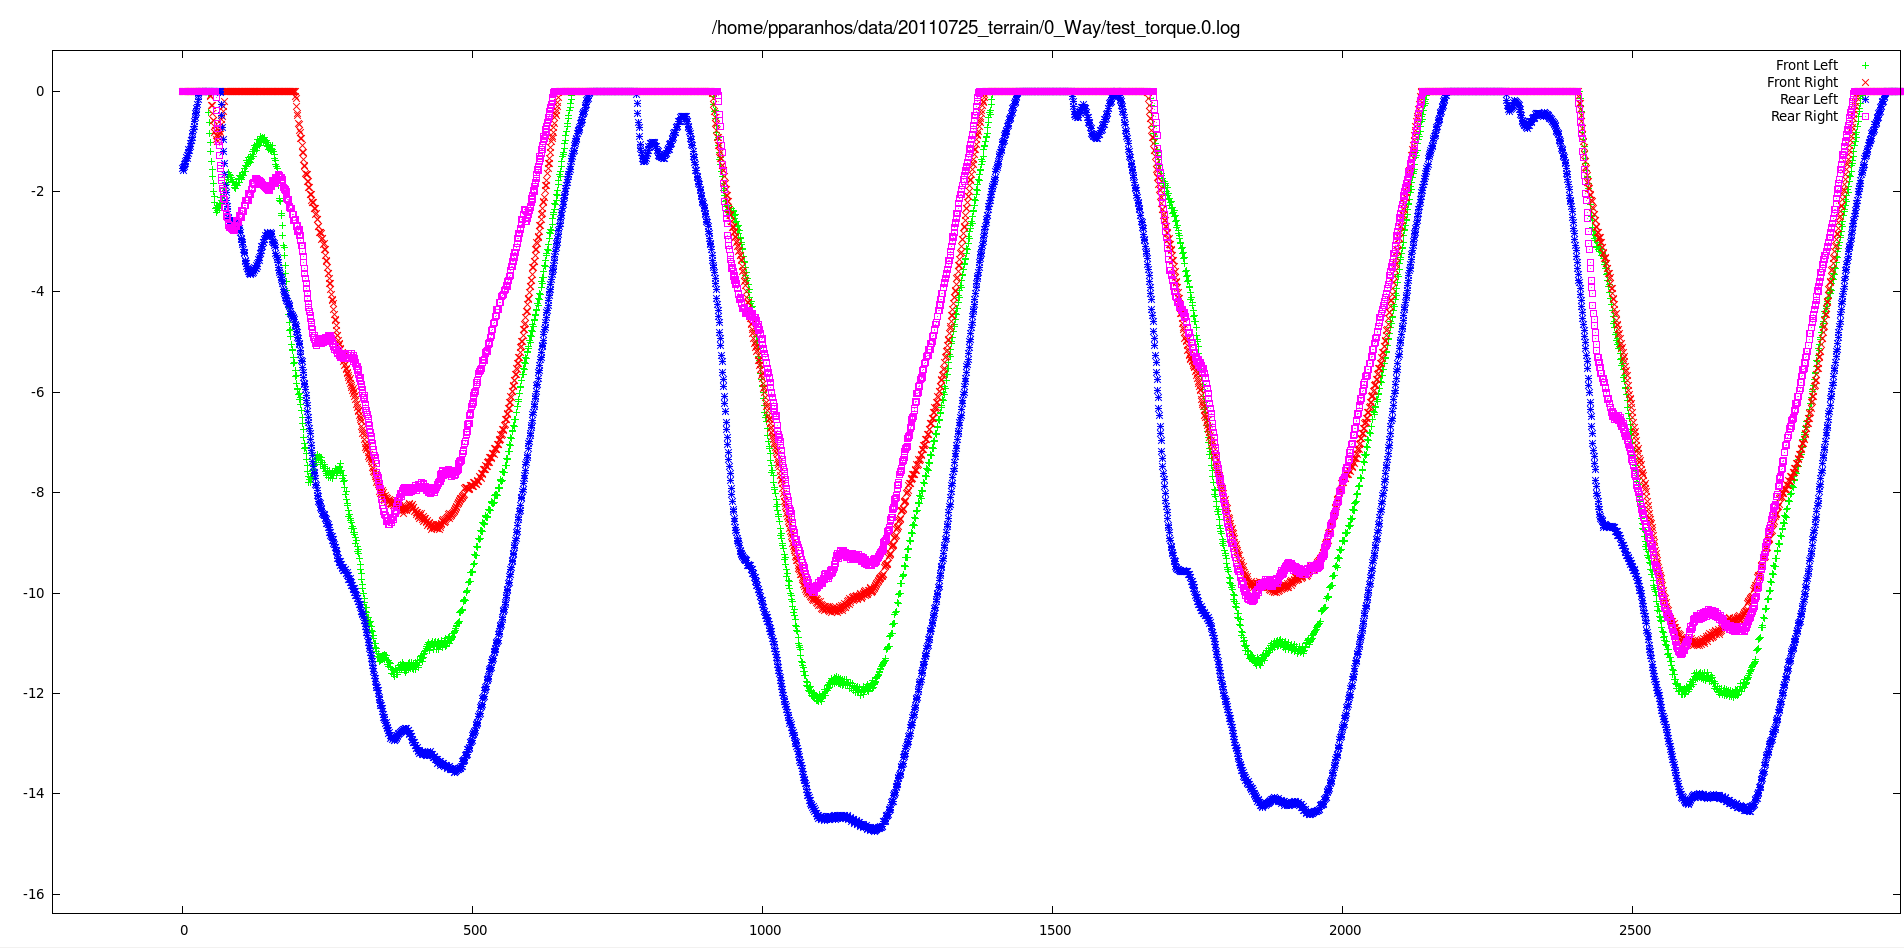 /home/pparanhos/data/20110725_terrain/0_Way/test_torque.0.log
Front Left
Front Right
Rear Left
Rear Right
0
-2
-4
-6
-8
-10
-12
-14
-16
0 500 1000 1500 2000 2500